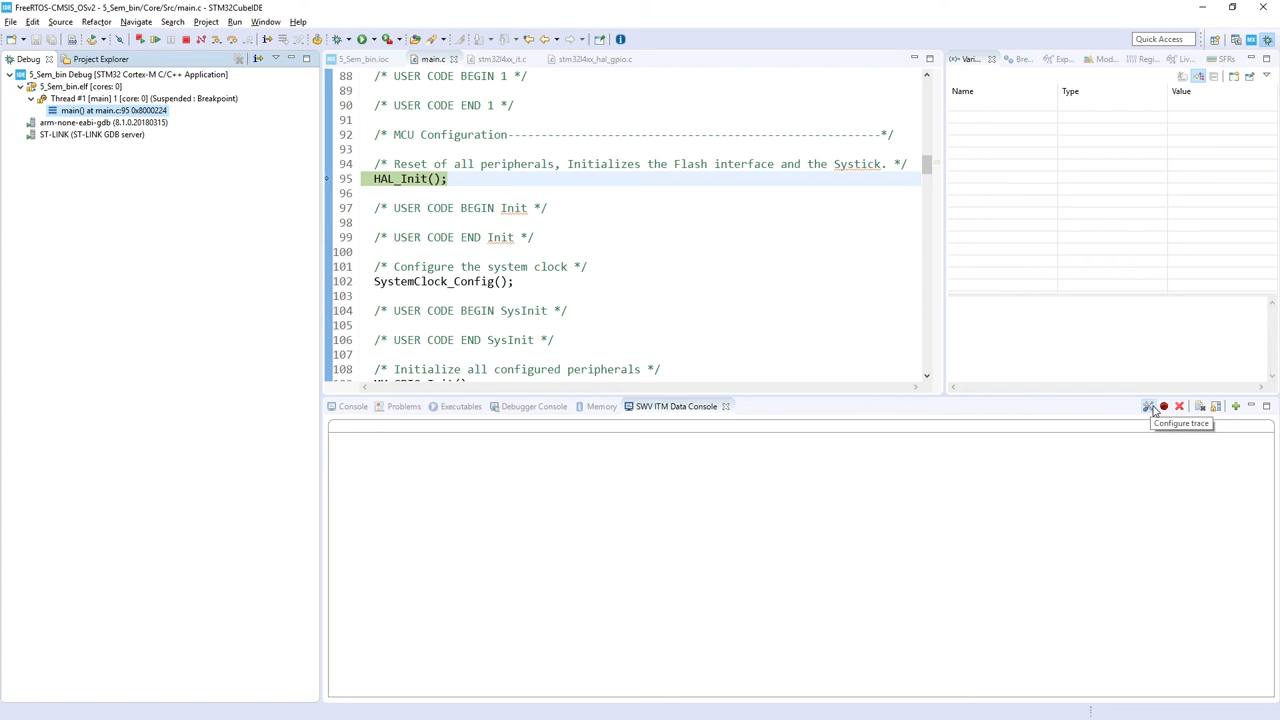 FreeRTOS-CMSIS_OSv2 - 5_Sem_bin/Core/Src/main.c - STM32CubeIDE
File Edit Source Refactor Navigate Search Project Run Window Help
Quick Access
Debug Project Explorer
5_Sem_bin Debug [STM32 Cortex-M C/C++ Application]
5_Sem_bin.elf [cores: 0]
Thread #1 [main] 1 [core: 0] (Suspended : Breakpoint)
main() at main.c:95 0x8000224
arm-none-eabi-gdb (8.1.0.20180315)
ST-LINK (ST-LINK GDB server)
5_Sem_bin.ioc main.c stm32l4xx_it.c stm32l4xx_hal_gpio.c
88 /* USER CODE BEGIN 1 */
89
90 /* USER CODE END 1 */
91
92 /* MCU Configuration--------------------------------------------------------*/
93
94 /* Reset of all peripherals, Initializes the Flash interface and the Systick. */
95 HAL_Init();
96
97 /* USER CODE BEGIN Init */
98
99 /* USER CODE END Init */
100
101 /* Configure the system clock */
102 SystemClock_Config();
103
104 /* USER CODE BEGIN SysInit */
105
106 /* USER CODE END SysInit */
107
108 /* Initialize all configured peripherals */
(x)= Vari... Bre... Exp... Mod... Regi... Live... SFRs
Name Type Value
Console Problems Executables Debugger Console Memory SWV ITM Data Console
Configure trace